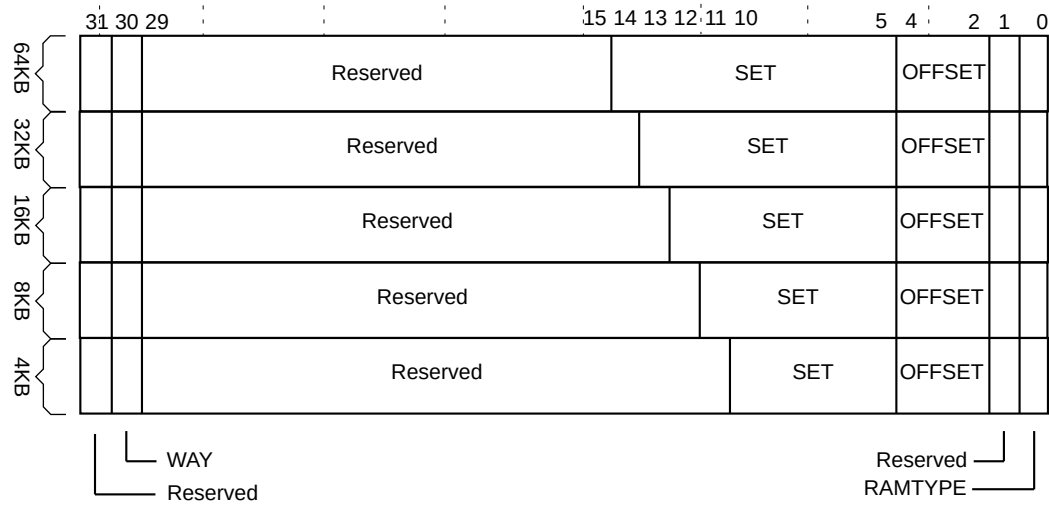 31 30 29 15 14 13 12 11 10 5 4 2 1 0
64KB Reserved SET OFFSET
32KB Reserved SET OFFSET
16KB Reserved SET OFFSET
8KB Reserved SET OFFSET
4KB Reserved SET OFFSET
WAY Reserved
Reserved RAMTYPE